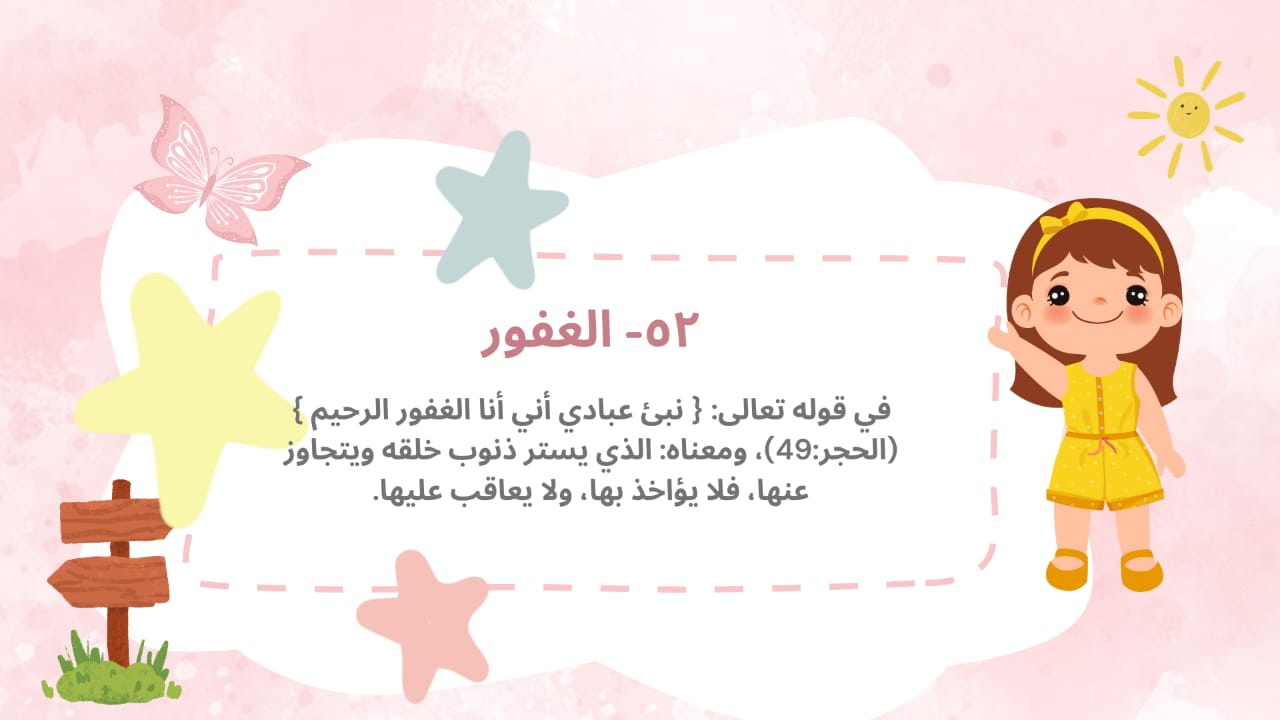 ٥٢- الغفور
في قوله تعالى: { نبئ عبادي أني أنا الغفور الرحيم }
(الحجر:49)، ومعناه: الذي يستر ذنوب خلقه ويتجاوز
عنها، فلا يؤاخذ بها، ولا يعاقب عليها.